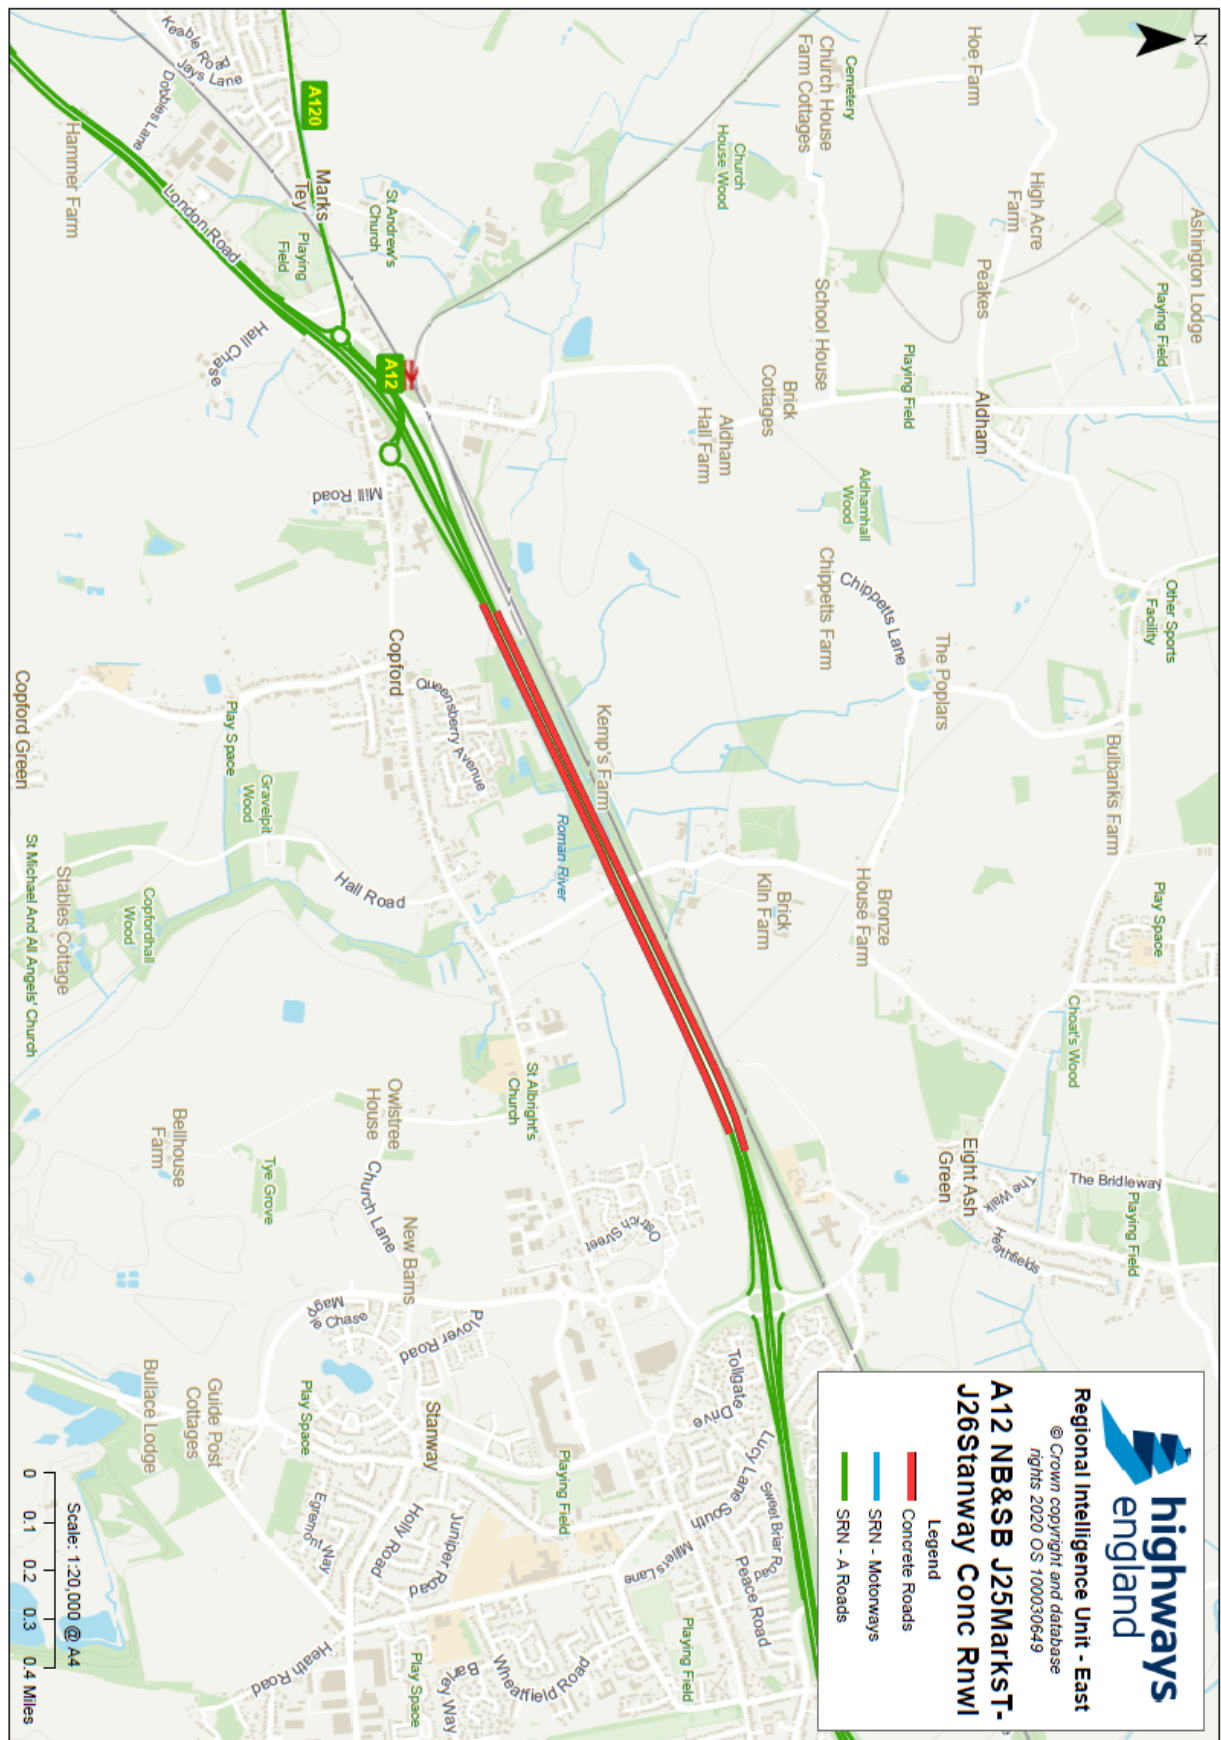 N
highways
england
Regional Intelligence Unit - East
© Crown copyright and database
rights 2020 OS 100030649
A12 NB&SB J25MarksT-
J26Stanway Conc Rnwl
Legend
Concrete Roads
SRN - Motorways
SRN - A Roads
Hoe Farm
High Acre
Farm
Ashington Lodge
Playing Field
Peakes
Cemetery
Church House
Farm Cottages
Church
House Wood
School House
Playing Field
Aldham
Brick
Cottages
Aldham
Hall Farm
Aldhamhall
Wood
Other Sports
Facility
Chippetts Lane
Chippetts Farm
The Poplars
Bulbanks Farm
Play Space
Bronze
House Farm
Brick
Kiln Farm
Choat's Wood
Eight Ash
Green
The Bridleway
The Walk
Playing Field
Heathfields
Keable Road
Jays Lane
Dobbies Lane
A120
Marks
Tey
St Andrew's
Church
Playing
Field
London Road
Hammer Farm
Hall Chase
A12
Mill Road
Copford
Queensberry Avenue
Kemp's Farm
Roman River
Copford Green
Play Space
Gravelpit
Wood
Hall Road
St Michael And All Angels' Church
Stables Cottage
Copfordhall
Wood
St Albright's
Church
Owlstree
House
Church Lane
Bellhouse
Farm
Tye Grove
New Barns
Ostrich Street
Magpie Chase
Plover Road
Tollgate
Drive
Lucy Lane South
Sweet Briar Road
Peace Road
Millers Lane
Stanway
Playing Field
Play Space
Guide Post
Cottages
Bullace Lodge
Egremont Way
Holly Road
Juniper Road
Heath Road
Play Space
Barley Way
Wheatfield Road
Playing Field
Scale: 1:20,000 @ A4
0 0.1 0.2 0.3 0.4 Miles